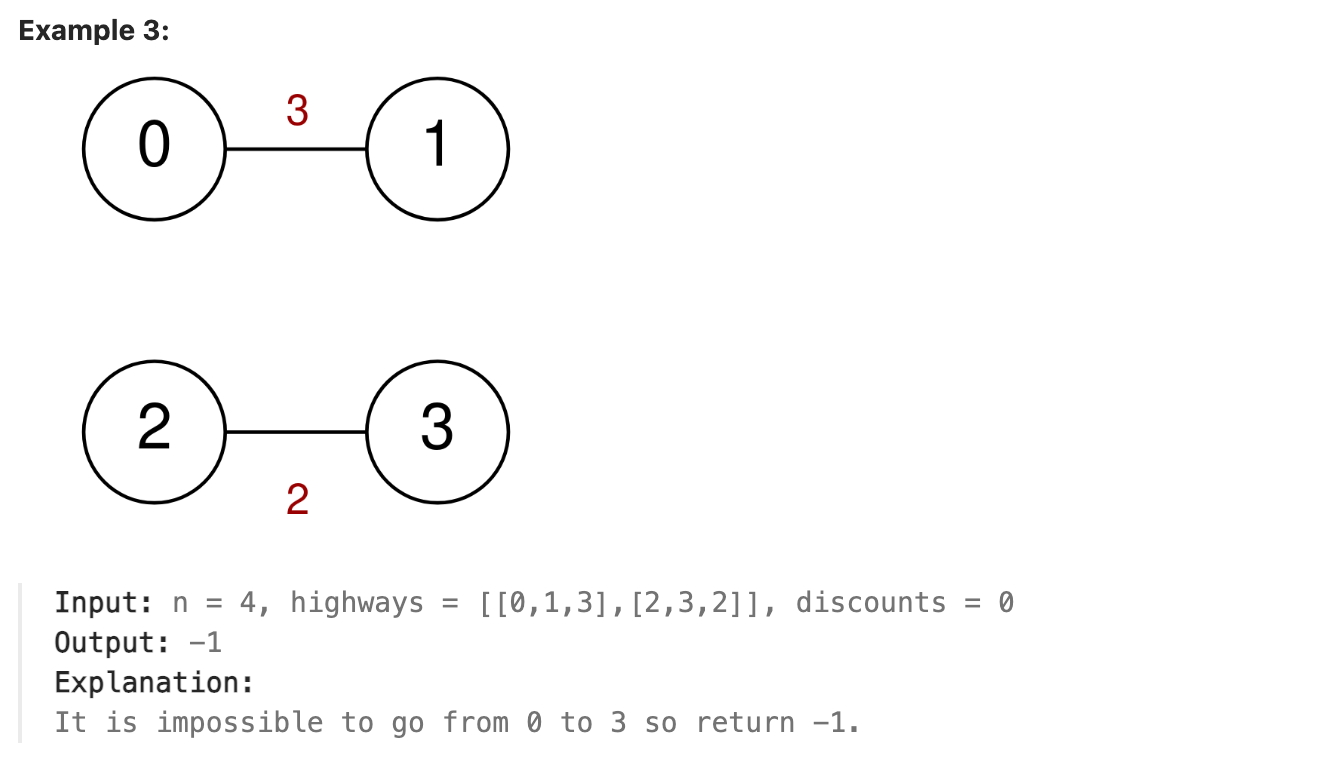 Example 3:
3
0 1
2 3
2
Input: n = 4, highways = [[0,1,3],[2,3,2]], discounts = 0
Output: -1
Explanation:
It is impossible to go from 0 to 3 so return -1.